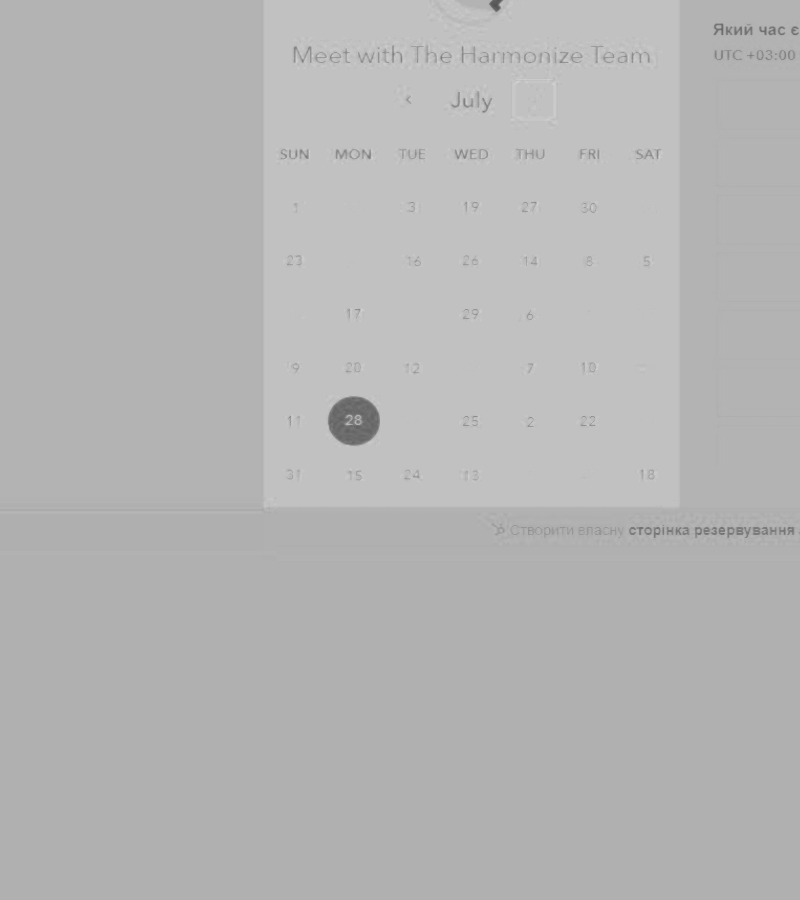 Який час є
Meet with The Harmonize Team
UTC +03:00
‹ July
SUN MON TUE WED THU FRI SAT
1 3 19 27 30
23 16 26 14 8 5
17 29 6
9 20 12 7 10
11 28 25 2 22
31 15 24 13 18
Створити власну сторінка резервування